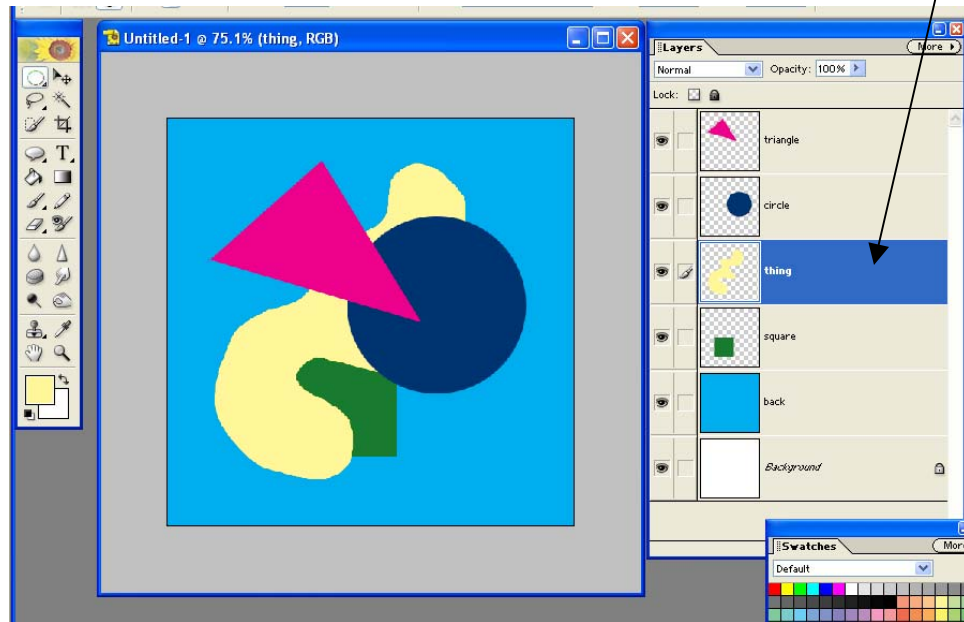 Untitled-1 @ 75.1% (thing, RGB)
Layers
More
Normal
Opacity: 100%
Lock:
triangle
circle
thing
square
back
Background
T
Swatches
Mor
Default